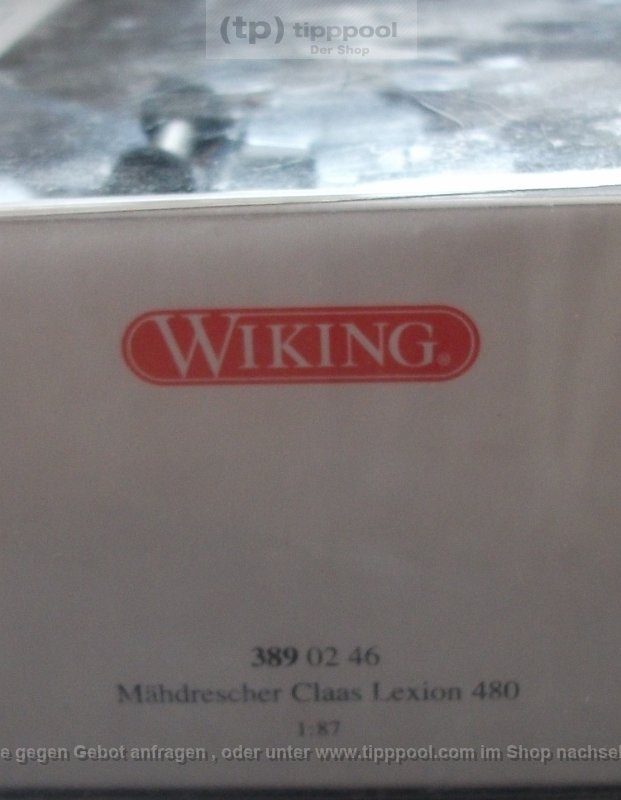 (tp) tipppool
Der Shop
WIKING®
389 02 46
Mähdrescher Claas Lexion 480
1:87
e gegen Gebot anfragen , oder unter www.tipppool.com im Shop nachsel